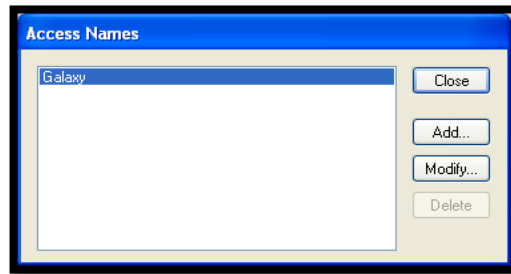 Access Names
Galaxy
Close
Add...
Modify...
Delete